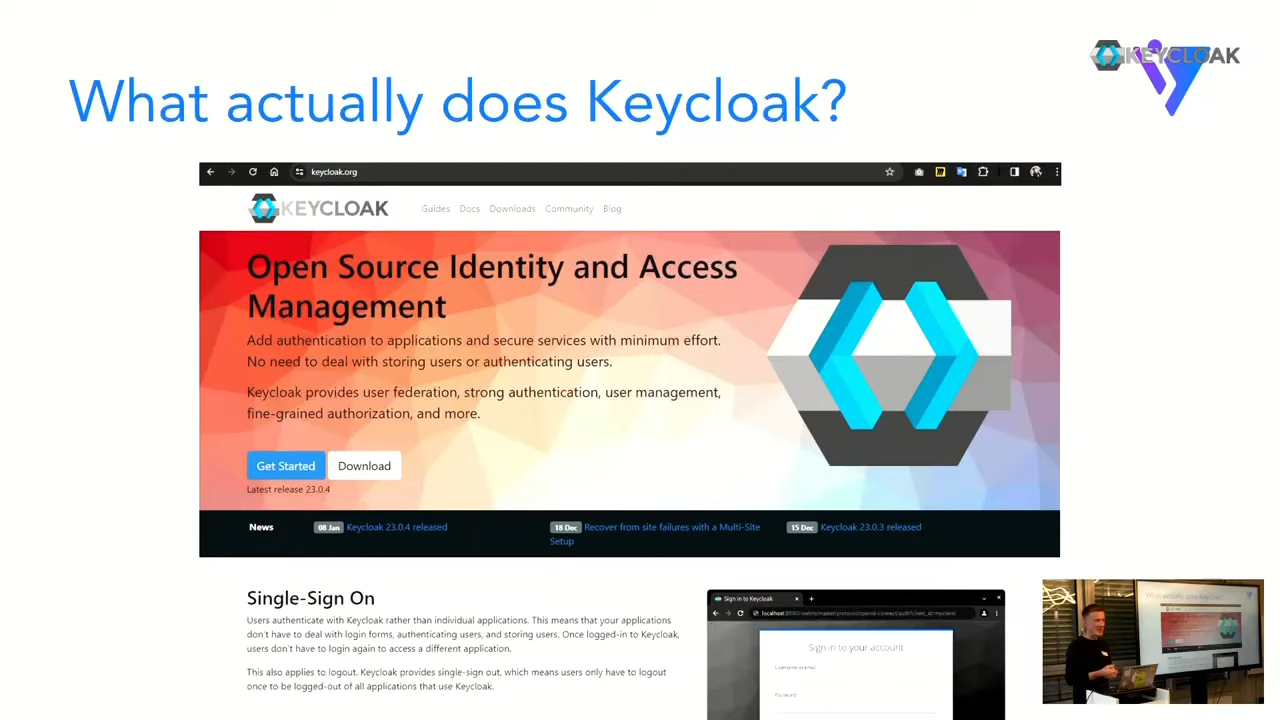 KEYCLOAK
What actually does Keycloak?
keycloak.org
KEYCLOAK
Guides Docs Downloads Community Blog
Open Source Identity and Access
Management
Add authentication to applications and secure services with minimum effort.
No need to deal with storing users or authenticating users.
Keycloak provides user federation, strong authentication, user management,
fine-grained authorization, and more.
Get Started Download
Latest release 23.0.4
News 08 Jan Keycloak 23.0.4 released 18 Dec Recover from site failures with a Multi-Site 15 Dec Keycloak 23.0.3 released
Setup
Single-Sign On
Users authenticate with Keycloak rather than individual applications. This means that your applications
don't have to deal with login forms, authenticating users, and storing users. Once logged-in to Keycloak,
users don't have to login again to access a different application.
This also applies to logout. Keycloak provides single-sign out, which means users only have to logout
once to be logged-out of all applications that use Keycloak.
Sign in to Keycloak
Sign in to your account
Username or email
Password
What actually does Keycloak?